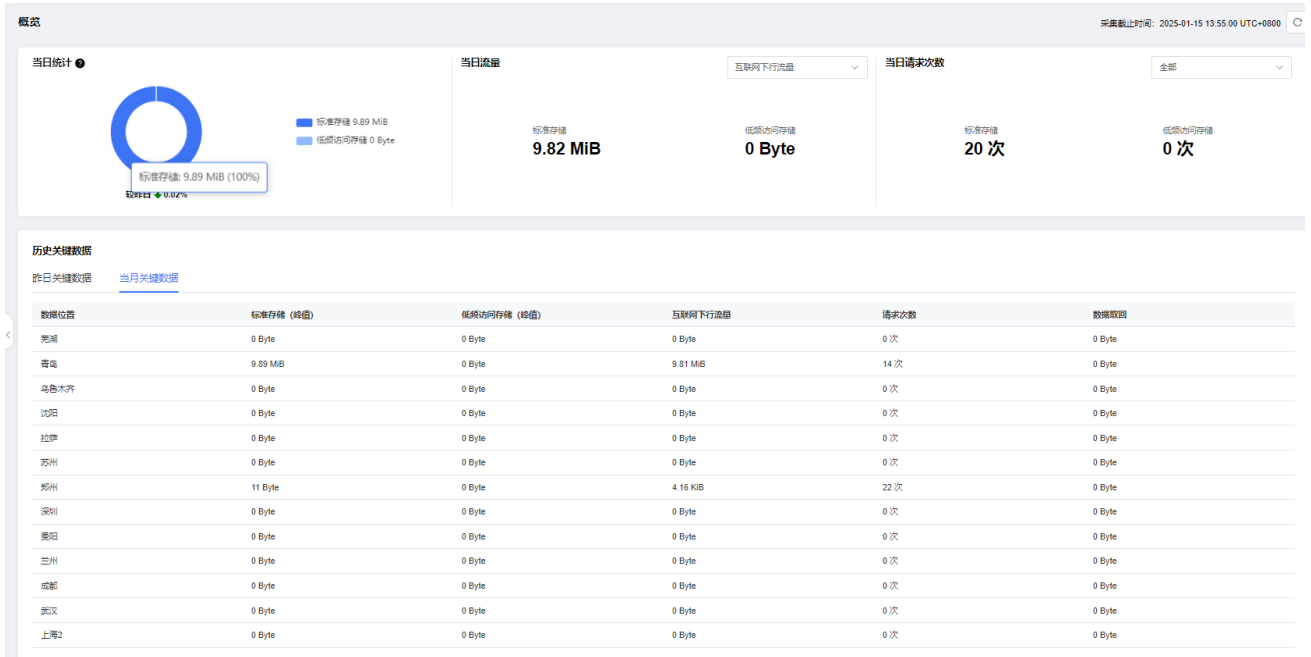 概览
采集截止时间：2025-01-15 13:55:00 UTC+0800
当日统计
标准存储 9.89 MiB
低频访问存储 0 Byte
标准存储: 9.89 MiB (100%)
较昨日 0.02%
当日流量
互联网下行流量
标准存储
低频访问存储
9.82 MiB
0 Byte
当日请求次数
全部
标准存储
低频访问存储
20 次
0 次
历史关键数据
昨日关键数据 当月关键数据
数据位置 标准存储（峰值） 低频访问存储（峰值） 互联网下行流量 请求次数 数据取回
芜湖 0 Byte 0 Byte 0 Byte 0 次 0 Byte
青岛 9.89 MiB 0 Byte 9.81 MiB 14 次 0 Byte
乌鲁木齐 0 Byte 0 Byte 0 Byte 0 次 0 Byte
沈阳 0 Byte 0 Byte 0 Byte 0 次 0 Byte
拉萨 0 Byte 0 Byte 0 Byte 0 次 0 Byte
苏州 0 Byte 0 Byte 0 Byte 0 次 0 Byte
郑州 11 Byte 0 Byte 4.16 KiB 22 次 0 Byte
深圳 0 Byte 0 Byte 0 Byte 0 次 0 Byte
贵阳 0 Byte 0 Byte 0 Byte 0 次 0 Byte
兰州 0 Byte 0 Byte 0 Byte 0 次 0 Byte
成都 0 Byte 0 Byte 0 Byte 0 次 0 Byte
武汉 0 Byte 0 Byte 0 Byte 0 次 0 Byte
上海2 0 Byte 0 Byte 0 Byte 0 次 0 Byte